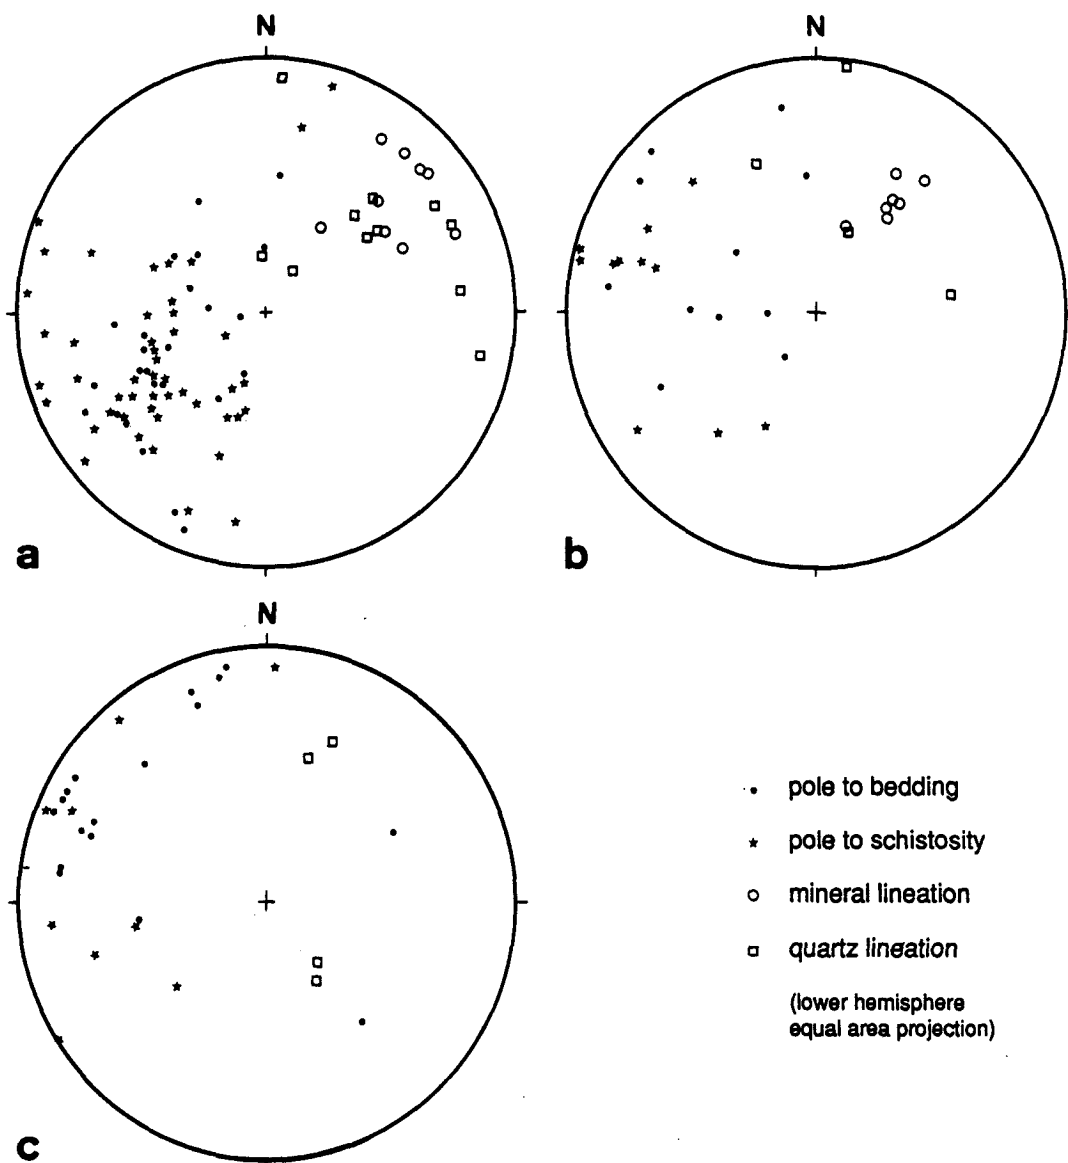 N
N
a
b
N
pole to bedding
pole to schistosity
mineral lineation
quartz lineation
(lower hemisphere
equal area projection)
c